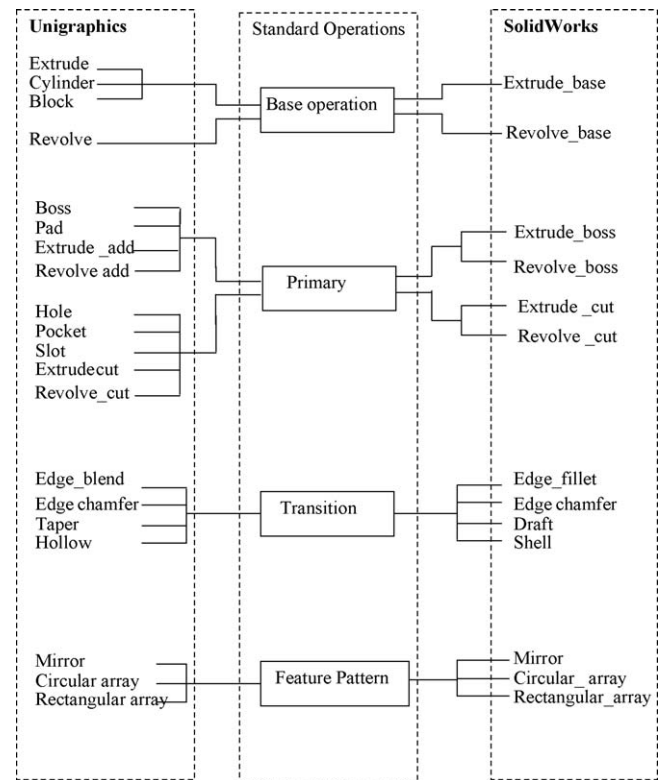 Unigraphics
Standard Operations
SolidWorks
Extrude
Cylinder
Block
Revolve
Base operation
Extrude_base
Revolve_base
Boss
Pad
Extrude _add
Revolve add
Hole
Pocket
Slot
Extrudecut
Revolve_cut
Primary
Extrude_boss
Revolve_boss
Extrude _cut
Revolve _cut
Edge_blend
Edge chamfer
Taper
Hollow
Transition
Edge_fillet
Edge chamfer
Draft
Shell
Mirror
Circular array
Rectangular array
Feature Pattern
Mirror
Circular_ array
Rectangular_array